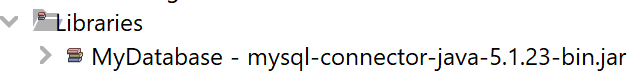 Libraries
MyDatabase - mysql-connector-java-5.1.23-bin.jar